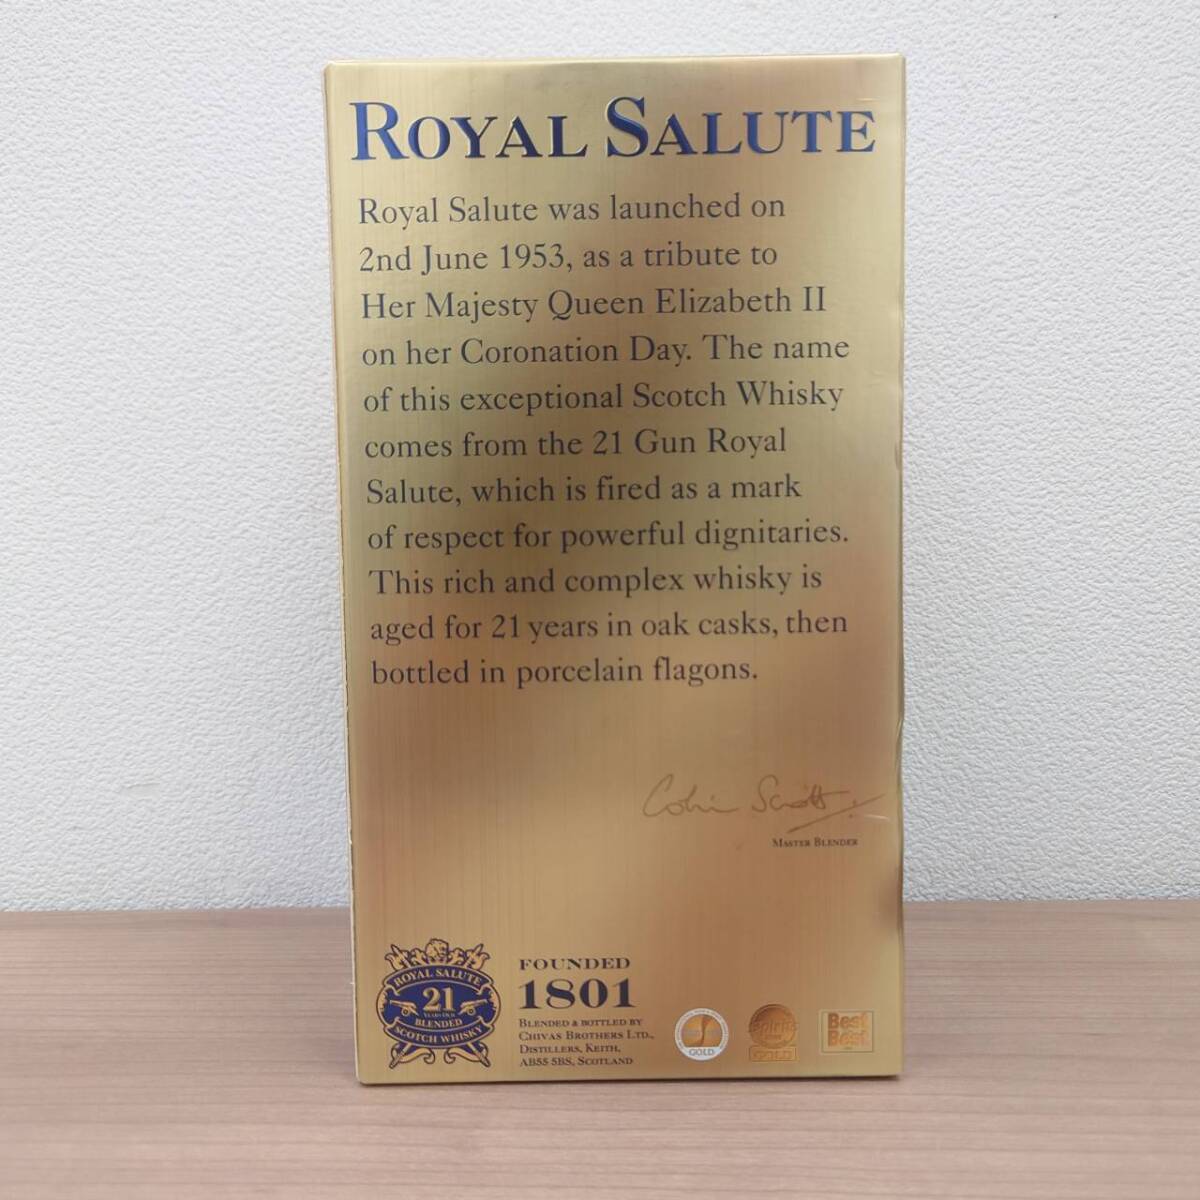 ROYAL SALUTE
Royal Salute was launched on
2nd June 1953, as a tribute to
Her Majesty Queen Elizabeth II
on her Coronation Day. The name
of this exceptional Scotch Whisky
comes from the 21 Gun Royal
Salute, which is fired as a mark
of respect for powerful dignitaries.
This rich and complex whisky is
aged for 21 years in oak casks, then
bottled in porcelain flagons.
Colin Scott
MASTER BLENDER
ROYAL SALUTE
21
YEARS OLD
BLENDED
SCOTCH WHISKY
FOUNDED
1801
BLENDED & BOTTLED BY
CHIVAS BROTHERS LTD.,
DISTILLERS, KEITH,
AB55 5BS, SCOTLAND
GOLD
Spirits
GOLD
Best
Best